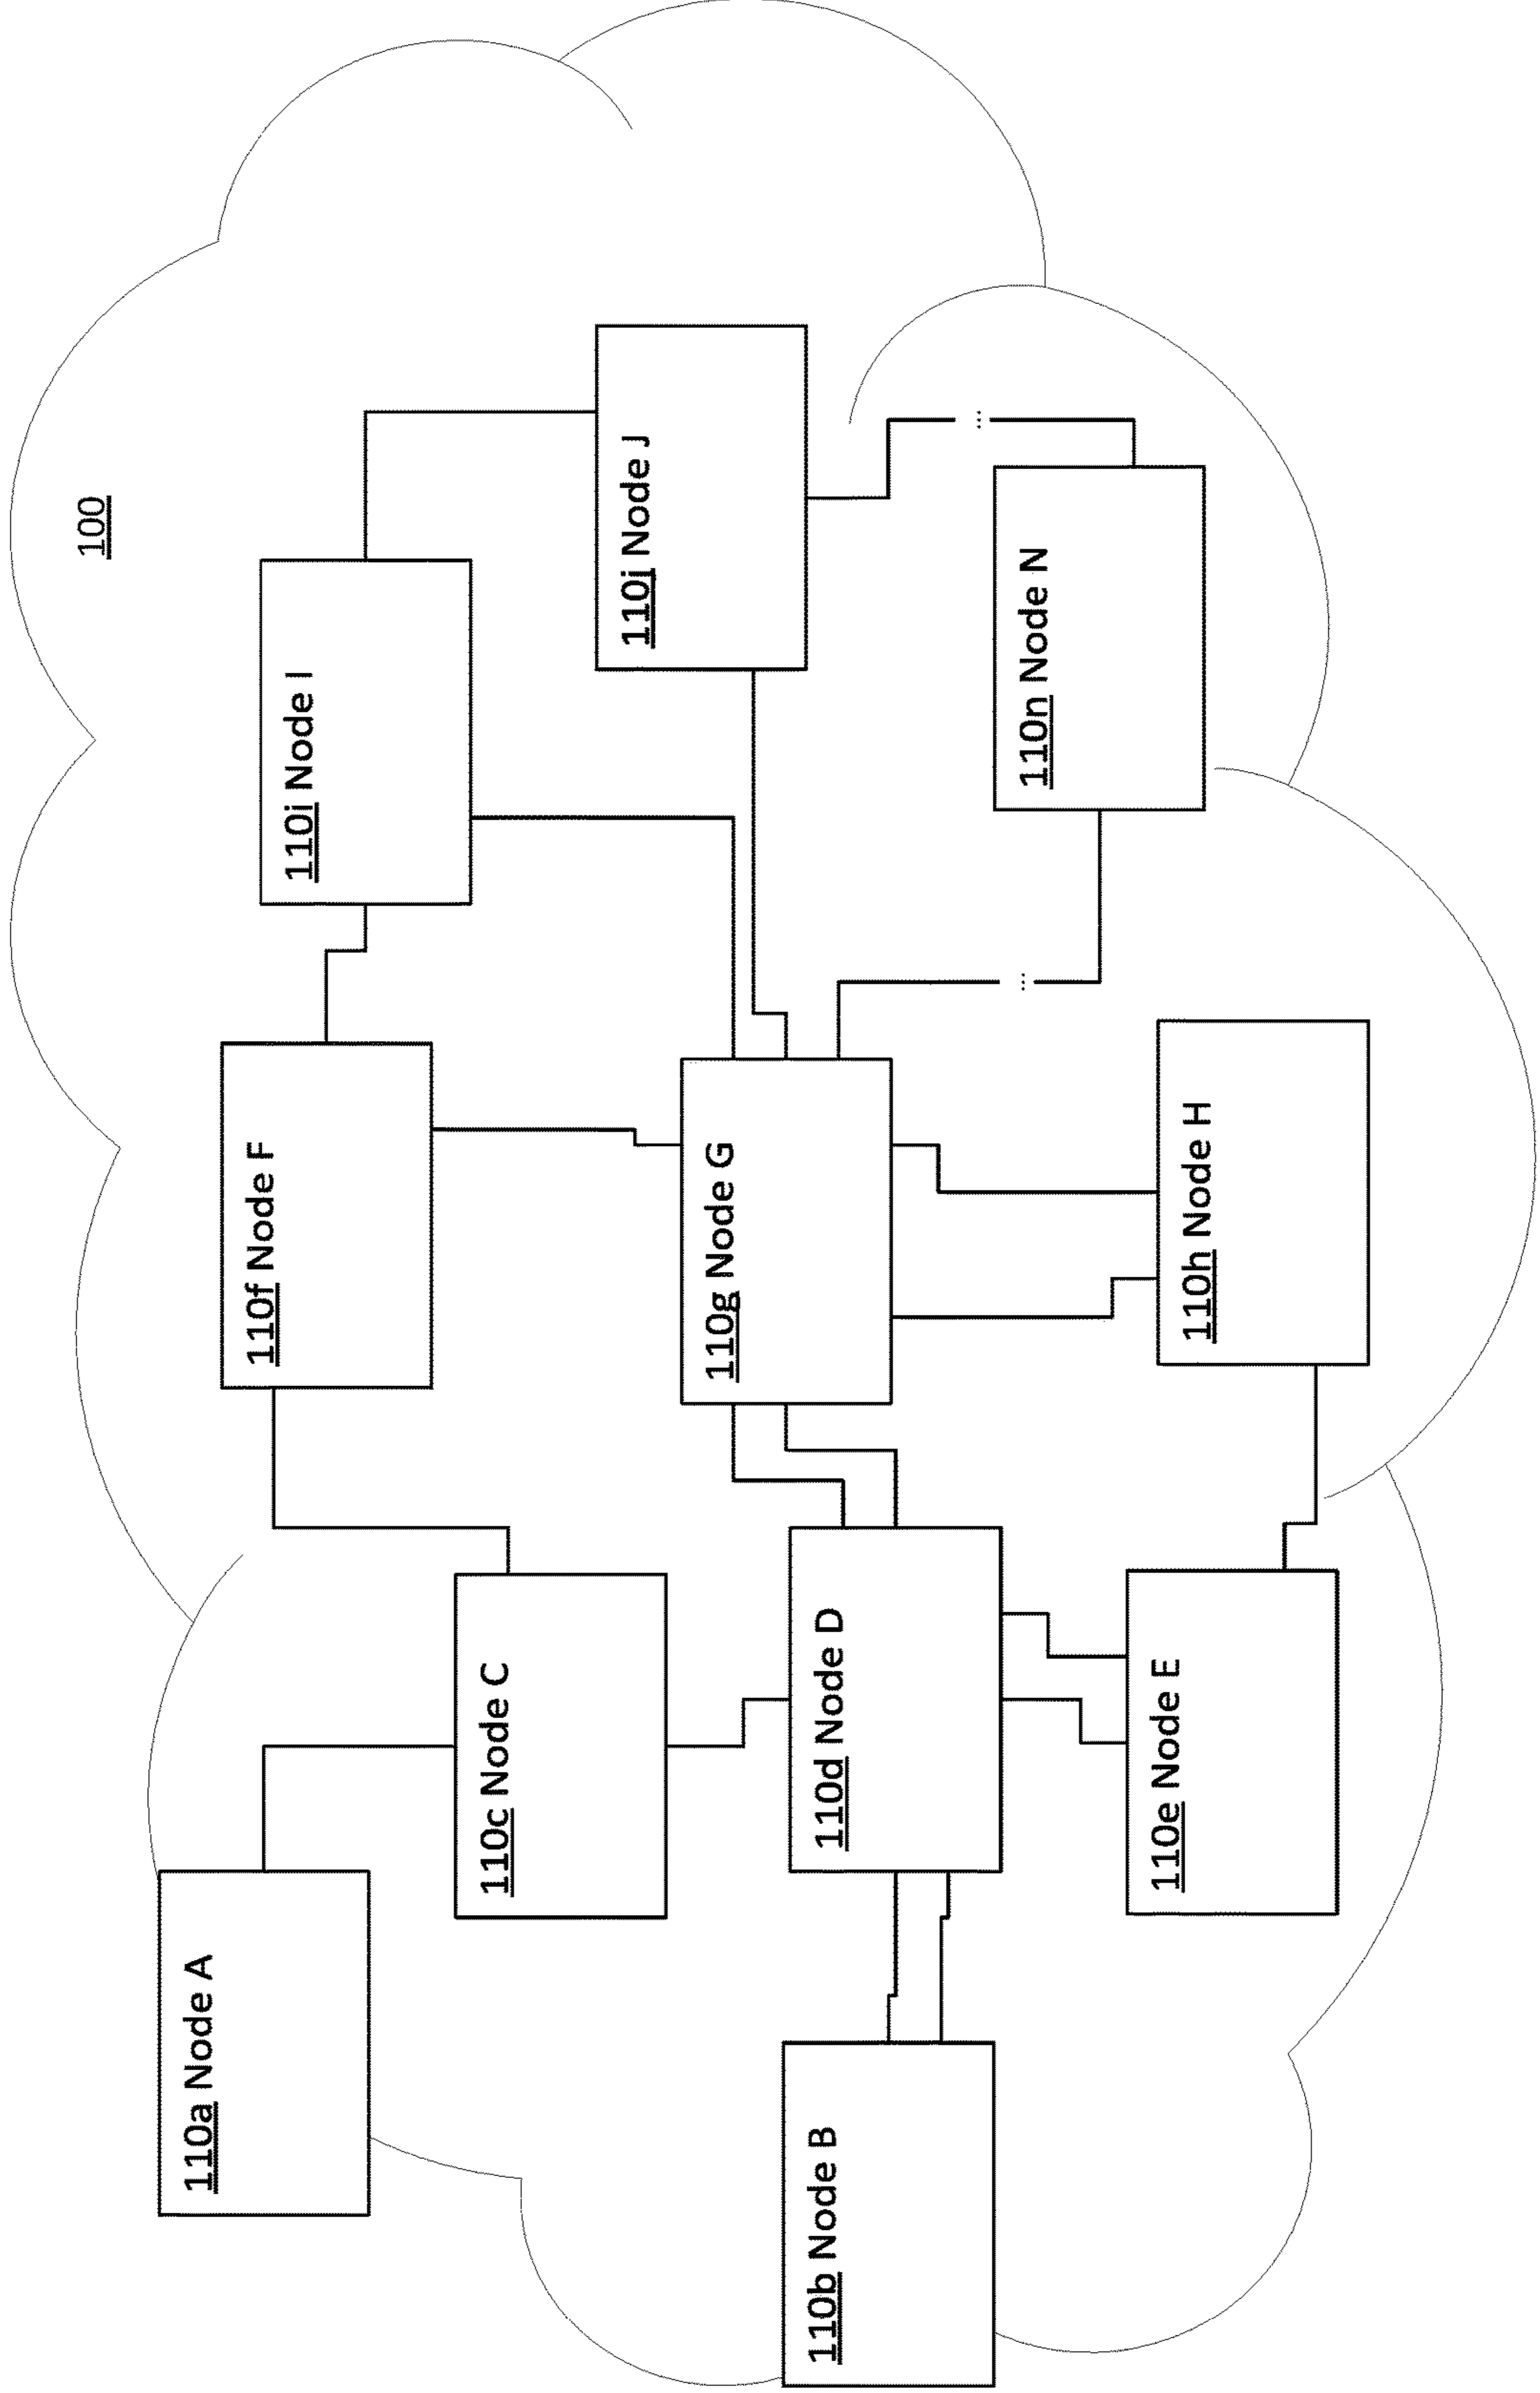 100
110a Node A
110b Node B
110c Node C
110d Node D
110e Node E
110f Node F
110g Node G
110h Node H
110i Node I
110j Node J
110n Node N
...
...